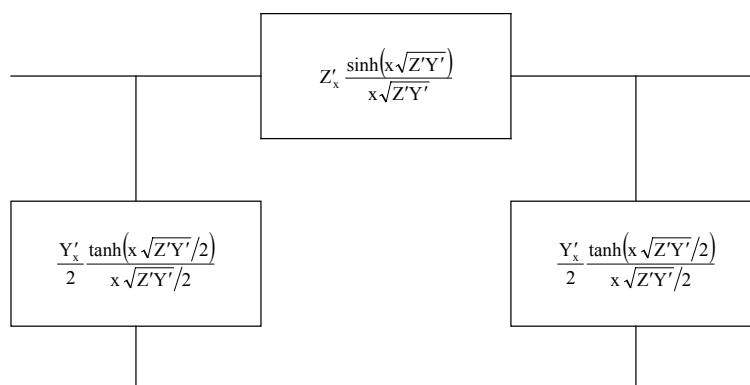 Z′ₓ sinh(x√Z′Y′) / x√Z′Y′
Y′ₓ/2 tanh(x√Z′Y′/2) / x√Z′Y′/2
Y′ₓ/2 tanh(x√Z′Y′/2) / x√Z′Y′/2